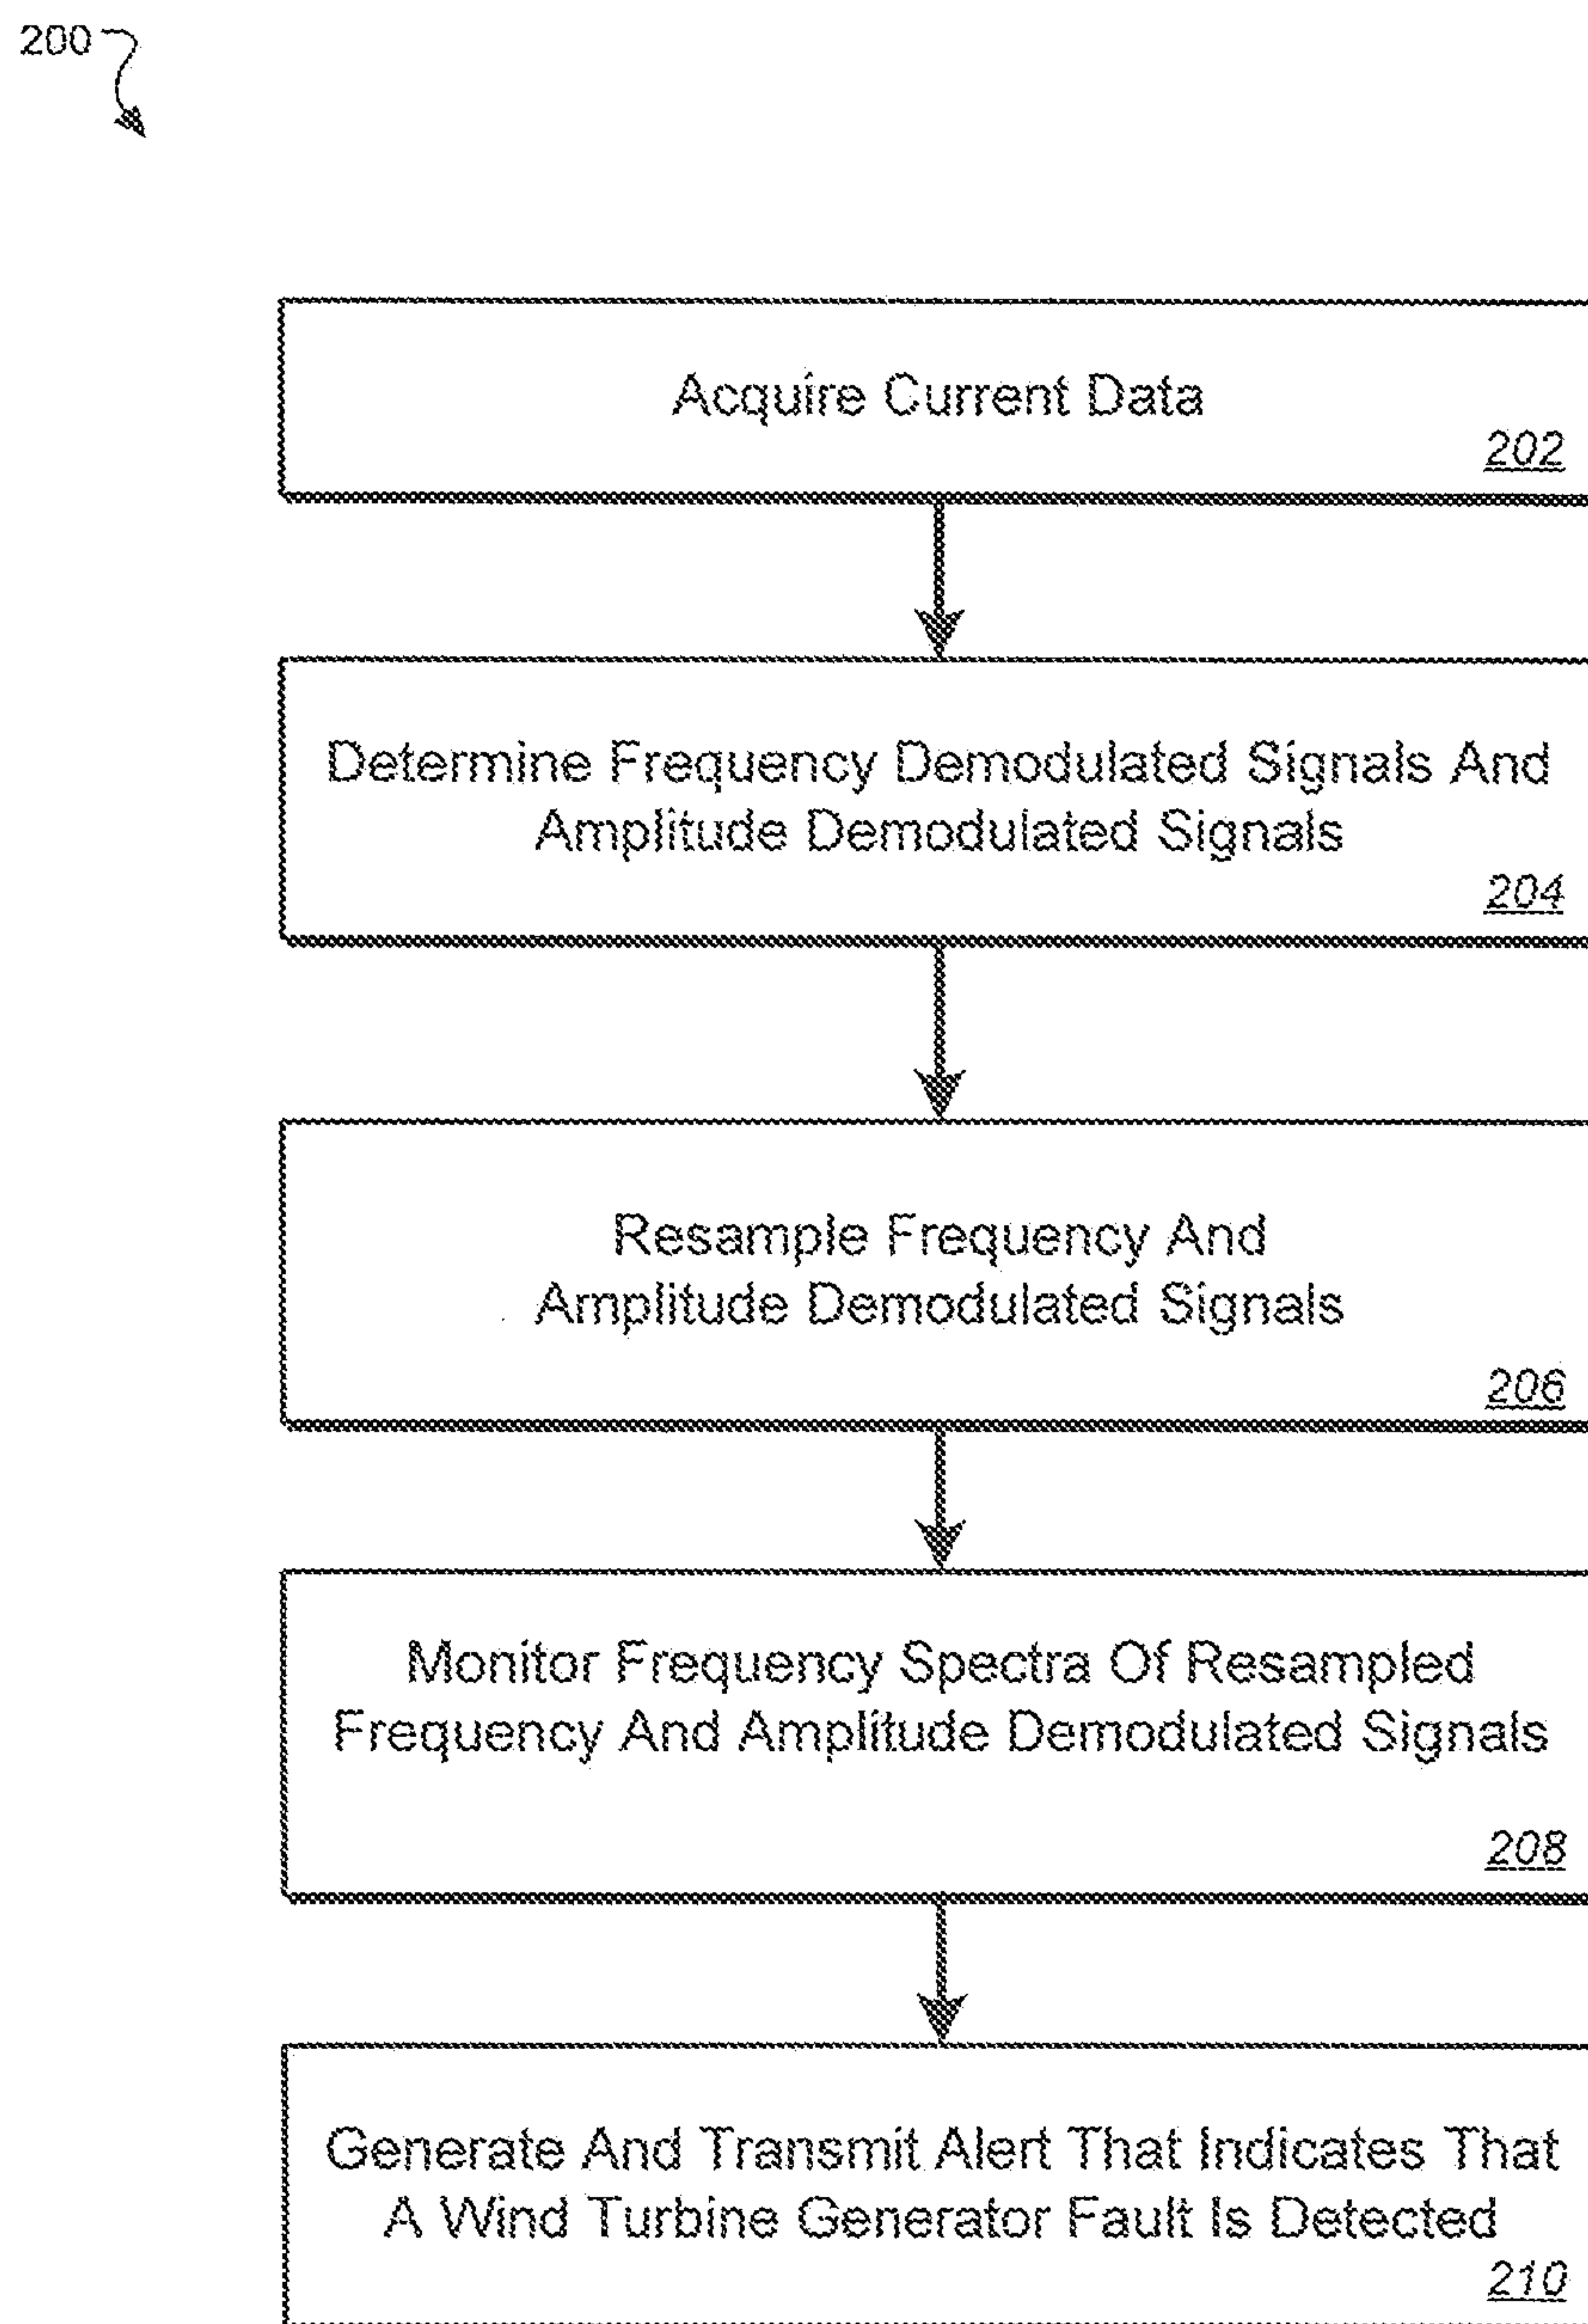 200
Acquire Current Data
202
Determine Frequency Demodulated Signals And
Amplitude Demodulated Signals
204
Resample Frequency And
Amplitude Demodulated Signals
206
Monitor Frequency Spectra Of Resampled
Frequency And Amplitude Demodulated Signals
208
Generate And Transmit Alert That Indicates That
A Wind Turbine Generator Fault Is Detected
210